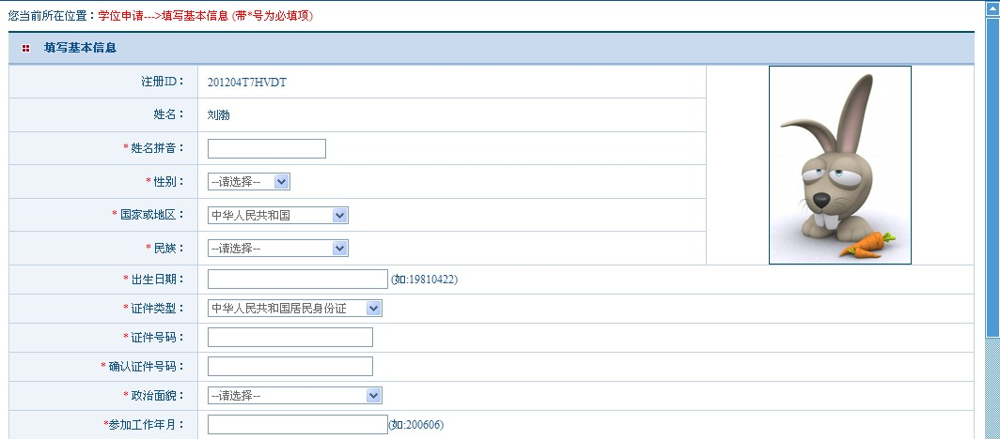 您当前所在位置：学位申请--->填写基本信息 (带*号为必填项)
填写基本信息
注册ID： 201204T7HVDT
姓名： 刘渤
* 姓名拼音：
* 性别： --请选择--
* 国家或地区： 中华人民共和国
* 民族： --请选择--
* 出生日期： (如:19810422)
* 证件类型： 中华人民共和国居民身份证
* 证件号码：
* 确认证件号码：
* 政治面貌： --请选择--
*参加工作年月： (如:200606)